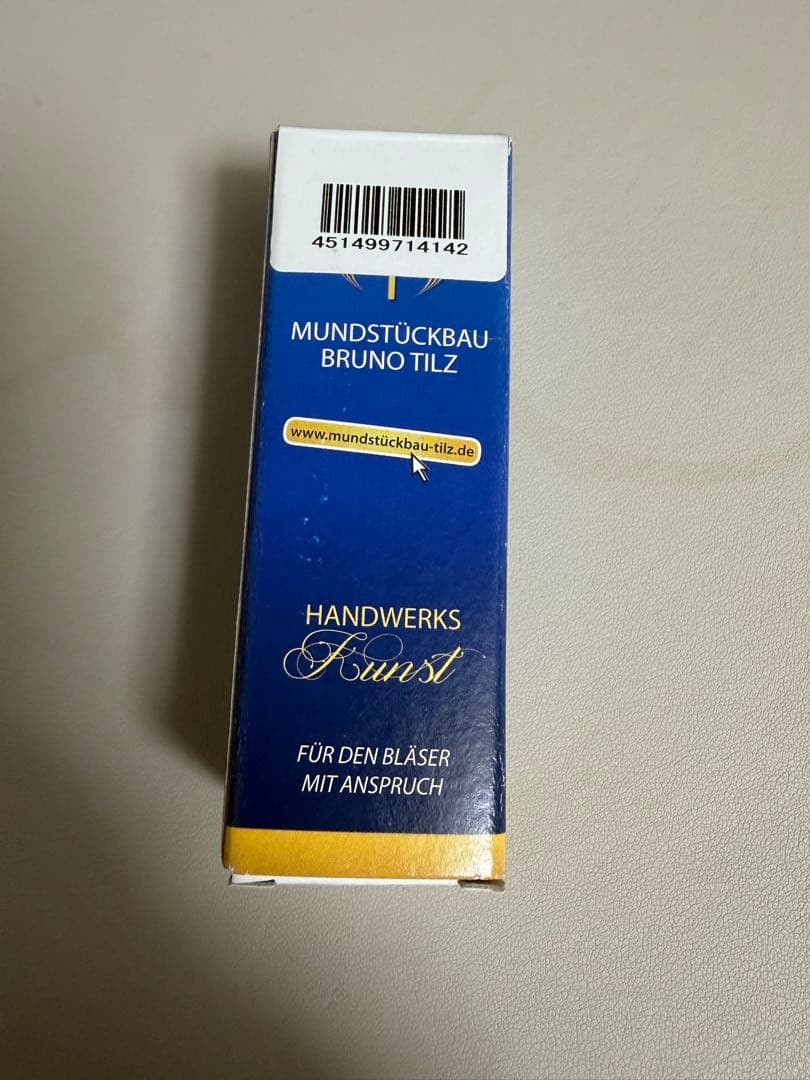 451499714142
MUNDSTÜCKBAU
BRUNO TILZ
www.mundstückbau-tilz.de
HANDWERKS
Kunst
FÜR DEN BLÄSER
MIT ANSPRUCH